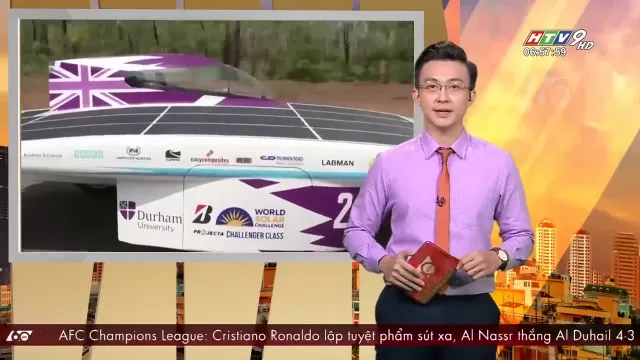 HTV9 HD
06:57:59
easycomposites
LABMAN
Durham
University
PROJECTA
WORLD
SOLAR
CHALLENGE
CHALLENGER CLASS
2
AFC Champions League: Cristiano Ronaldo lập tuyệt phẩm sút xa, Al Nassr thắng Al Duhail 4-3